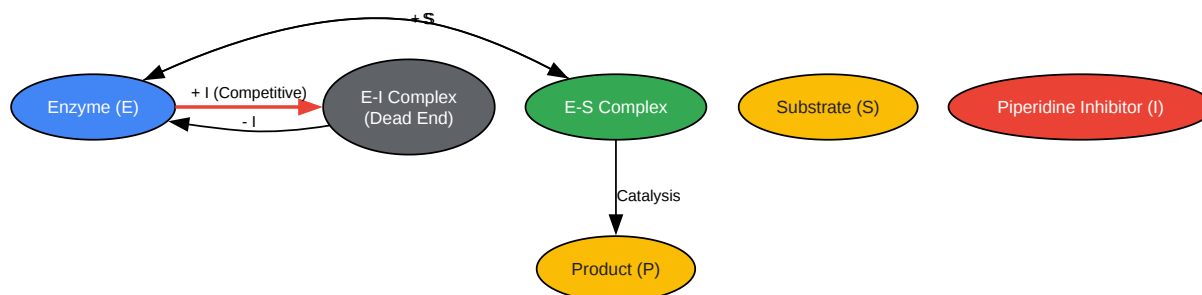 + S
Enzyme (E)
+ I (Competitive)
- I
E-I Complex
(Dead End)
E-S Complex
Substrate (S)
Piperidine Inhibitor (I)
Catalysis
Product (P)